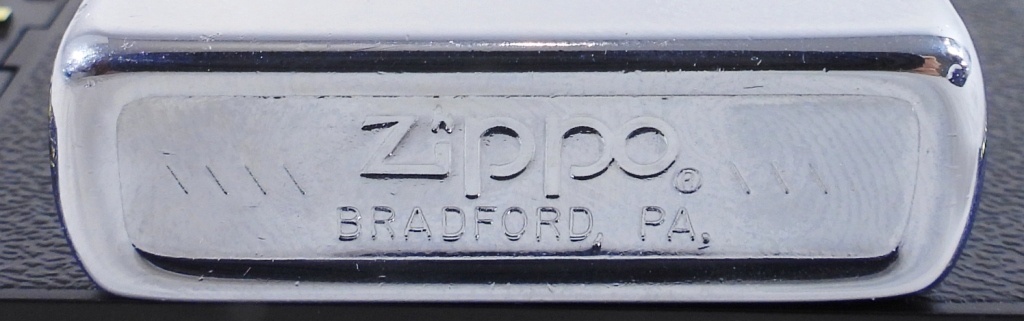 \\\\ Zippo ® \\\
BRADFORD, PA.